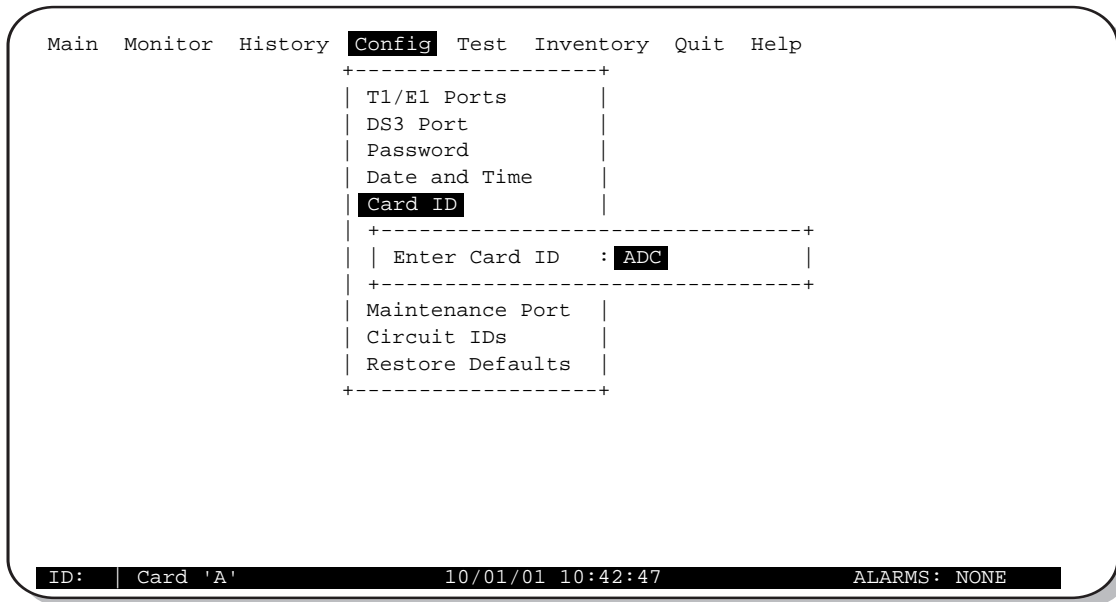 Main Monitor History Config Test Inventory Quit Help
T1/E1 Ports
DS3 Port
Password
Date and Time
Card ID
Enter Card ID : ADC
Maintenance Port
Circuit IDs
Restore Defaults
ID: | Card 'A' 10/01/01 10:42:47 ALARMS: NONE